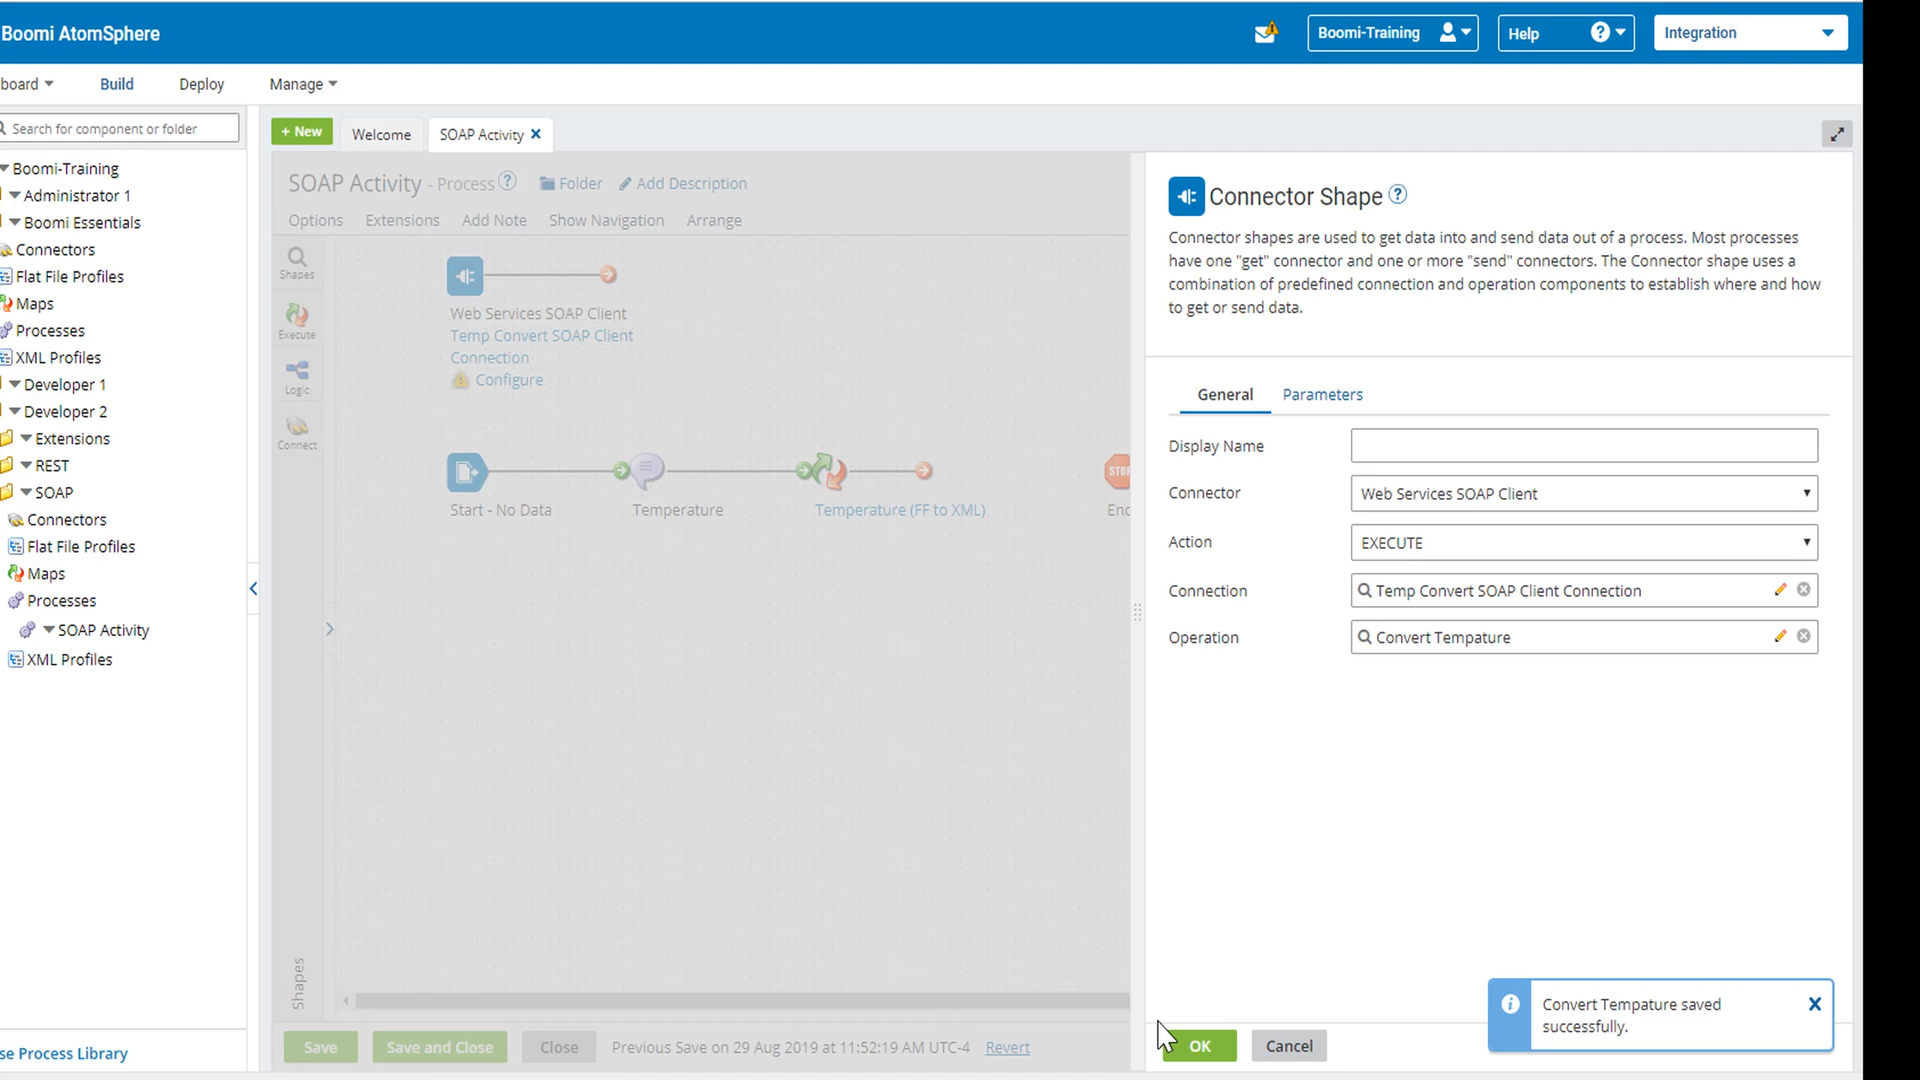 Boomi AtomSphere
Boomi-Training
Help
Integration
board
Build
Deploy
Manage
Search for component or folder
+ New
Welcome
SOAP Activity
Boomi-Training
Administrator 1
Boomi Essentials
Connectors
Flat File Profiles
Maps
Processes
XML Profiles
Developer 1
Developer 2
Extensions
REST
SOAP
Connectors
Flat File Profiles
Maps
Processes
SOAP Activity
XML Profiles
se Process Library
SOAP Activity - Process
Folder
Add Description
Options
Extensions
Add Note
Show Navigation
Arrange
Shapes
Execute
Logic
Connect
Shapes
Web Services SOAP Client
Temp Convert SOAP Client
Connection
Configure
Start - No Data
Temperature
Temperature (FF to XML)
STOP
Enc
Save
Save and Close
Close
Previous Save on 29 Aug 2019 at 11:52:19 AM UTC-4
Revert
Connector Shape
Connector shapes are used to get data into and send data out of a process. Most processes
have one "get" connector and one or more "send" connectors. The Connector shape uses a
combination of predefined connection and operation components to establish where and how
to get or send data.
General
Parameters
Display Name
Connector
Web Services SOAP Client
Action
EXECUTE
Connection
Temp Convert SOAP Client Connection
Operation
Convert Tempature
OK
Cancel
Convert Tempature saved
successfully.